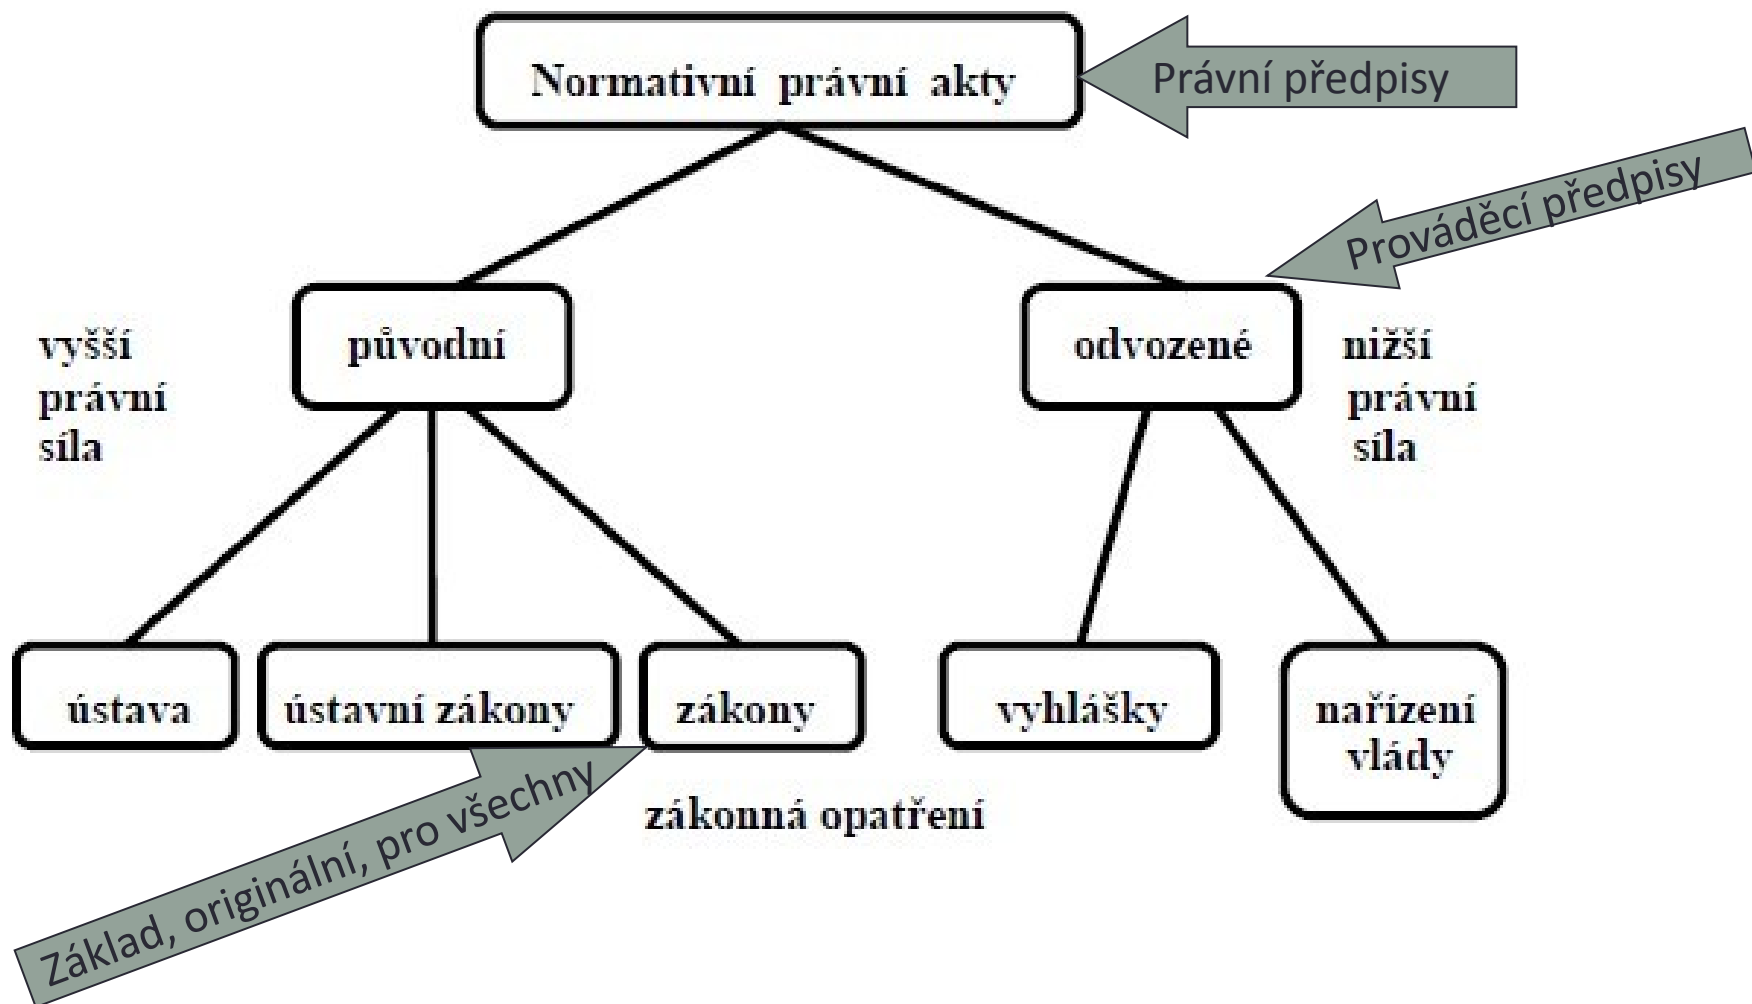 Normativní právní akty
Právní předpisy
Prováděcí předpisy
vyšší
právní
síla
původní
odvozené
nižší
právní
síla
ústava
ústavní zákony
zákony
vyhlášky
nařízení
vlády
Základ, originální, pro všechny
zákonná opatření